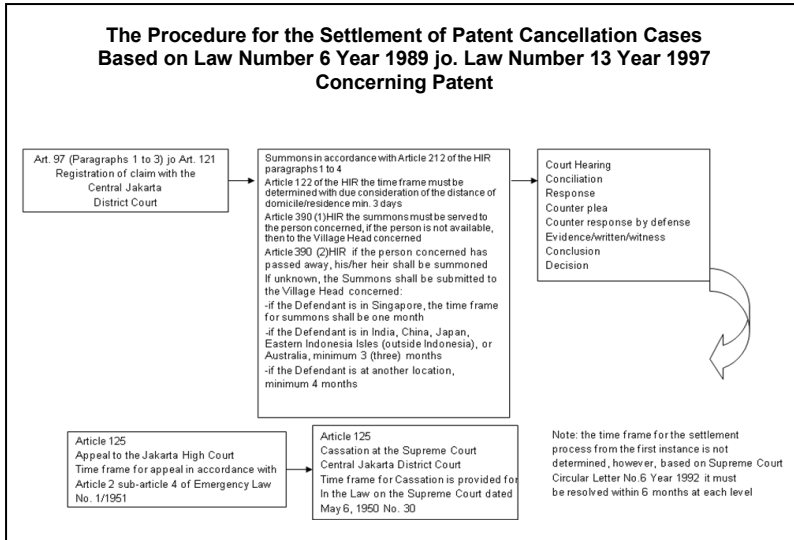 The Procedure for the Settlement of Patent Cancellation Cases
Based on Law Number 6 Year 1989 jo. Law Number 13 Year 1997
Concerning Patent
Art. 97 (Paragraphs 1 to 3) jo Art. 121
Registration of claim with the
Central Jakarta
District Court
Summons in accordance with Article 212 of the HIR
paragraphs 1 to 4
Article 122 of the HIR the time frame must be
determined with due consideration of the distance of
domicile/residence min. 3 days
Article 390 (1)HIR the summons must be served to
the person concerned, if the person is not available,
then to the Village Head concerned
Article 390 (2)HIR if the person concerned has
passed away, his/her heir shall be summoned
If unknown, the Summons shall be submitted to
the Village Head concerned:
-if the Defendant is in Singapore, the time frame
for summons shall be one month
-if the Defendant is in India, China, Japan,
Eastern Indonesia Isles (outside Indonesia), or
Australia, minimum 3 (three) months
-if the Defendant is at another location,
minimum 4 months
Court Hearing
Conciliation
Response
Counter plea
Counter response by defense
Evidence/written/witness
Conclusion
Decision
Article 125
Appeal to the Jakarta High Court
Time frame for appeal in accordance with
Article 2 sub-article 4 of Emergency Law
No. 1/1951
Article 125
Cassation at the Supreme Court
Central Jakarta District Court
Time frame for Cassation is provided for
In the Law on the Supreme Court dated
May 6, 1950 No. 30
Note: the time frame for the settlement
process from the first instance is not
determined, however, based on Supreme Court
Circular Letter No.6 Year 1992 it must
be resolved within 6 months at each level